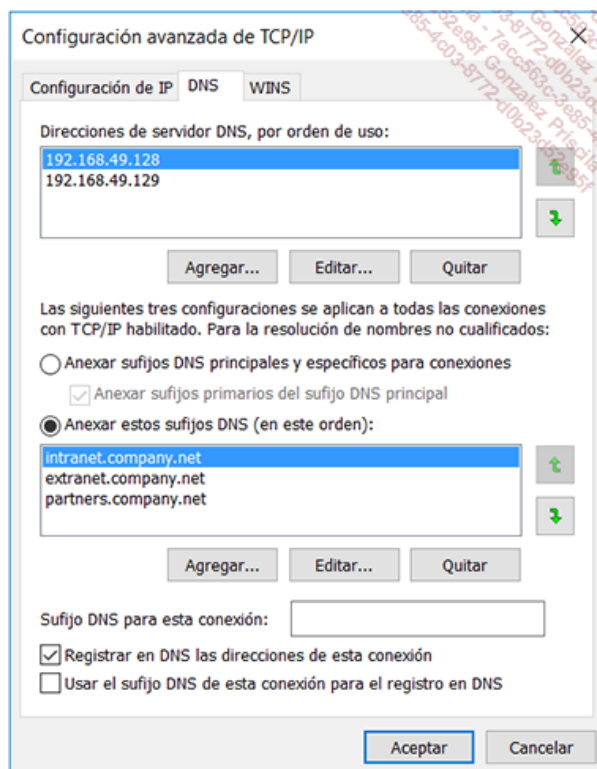 Configuración avanzada de TCP/IP
Configuración de IP DNS WINS
Direcciones de servidor DNS, por orden de uso:
192.168.49.128
192.168.49.129
Agregar... Editar... Quitar
Las siguientes tres configuraciones se aplican a todas las conexiones
con TCP/IP habilitado. Para la resolución de nombres no cualificados:
Anexar sufijos DNS principales y específicos para conexiones
Anexar sufijos primarios del sufijo DNS principal
Anexar estos sufijos DNS (en este orden):
intranet.company.net
extranet.company.net
partners.company.net
Agregar... Editar... Quitar
Sufijo DNS para esta conexión:
Registrar en DNS las direcciones de esta conexión
Usar el sufijo DNS de esta conexión para el registro en DNS
Aceptar Cancelar